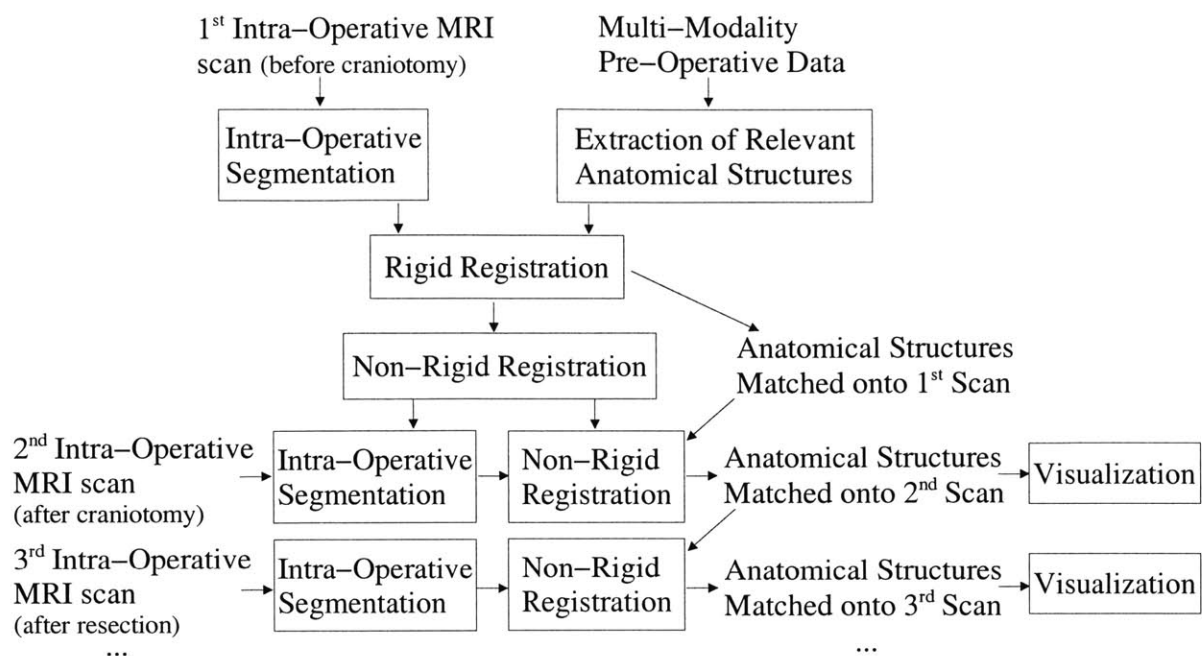 1st Intra–Operative MRI
scan (before craniotomy)
Multi–Modality
Pre–Operative Data
Intra–Operative
Segmentation
Extraction of Relevant
Anatomical Structures
Rigid Registration
Non–Rigid Registration
Anatomical Structures
Matched onto 1st Scan
2nd Intra–Operative
MRI scan
(after craniotomy)
Intra–Operative
Segmentation
Non–Rigid
Registration
Anatomical Structures
Matched onto 2nd Scan
Visualization
3rd Intra–Operative
MRI scan
(after resection)
Intra–Operative
Segmentation
Non–Rigid
Registration
Anatomical Structures
Matched onto 3rd Scan
Visualization
...
...